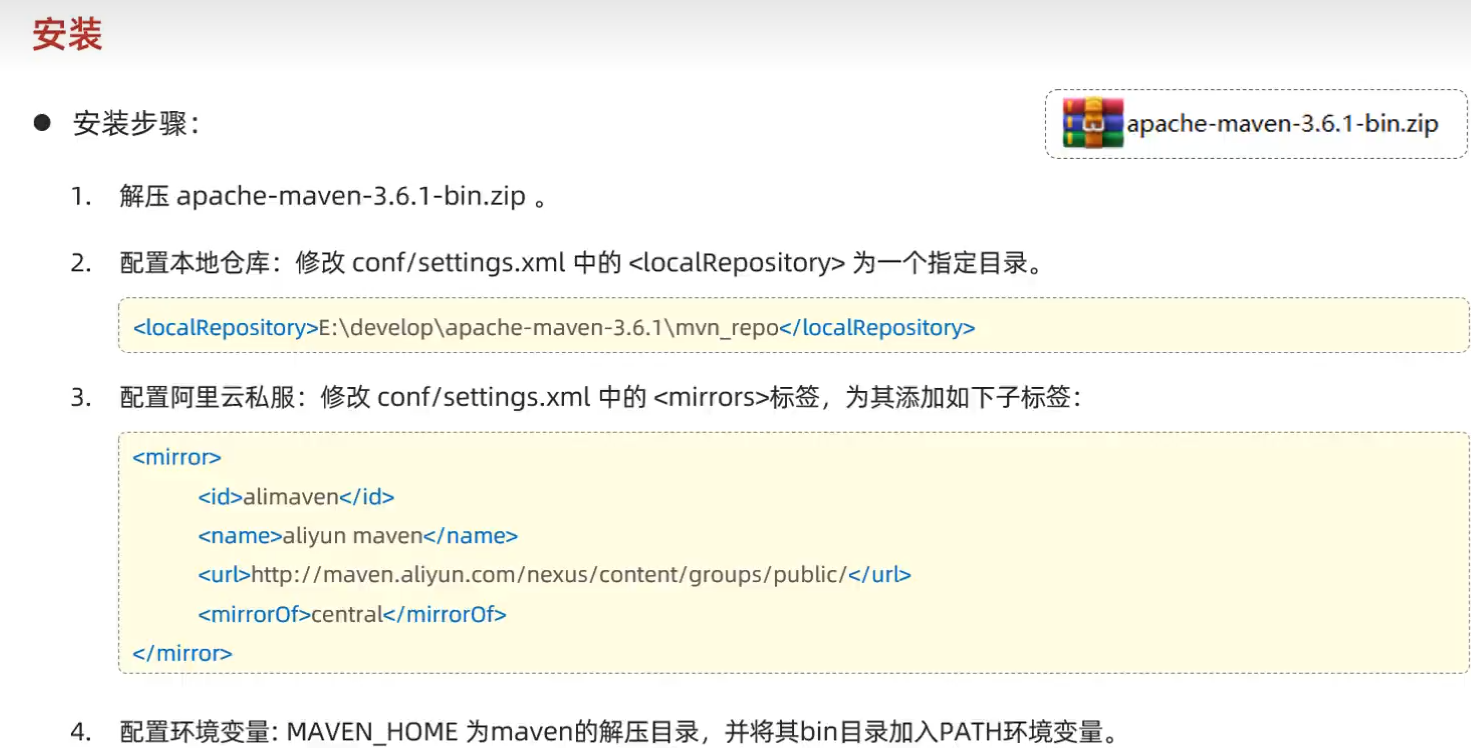 安装
● 安装步骤：
apache-maven-3.6.1-bin.zip
1. 解压 apache-maven-3.6.1-bin.zip 。
2. 配置本地仓库：修改 conf/settings.xml 中的 <localRepository> 为一个指定目录。
<localRepository>E:\develop\apache-maven-3.6.1\mvn_repo</localRepository>
3. 配置阿里云私服：修改 conf/settings.xml 中的 <mirrors>标签，为其添加如下子标签：
<mirror>
<id>alimaven</id>
<name>aliyun maven</name>
<url>http://maven.aliyun.com/nexus/content/groups/public/</url>
<mirrorOf>central</mirrorOf>
</mirror>
4. 配置环境变量: MAVEN_HOME 为maven的解压目录，并将其bin目录加入PATH环境变量。